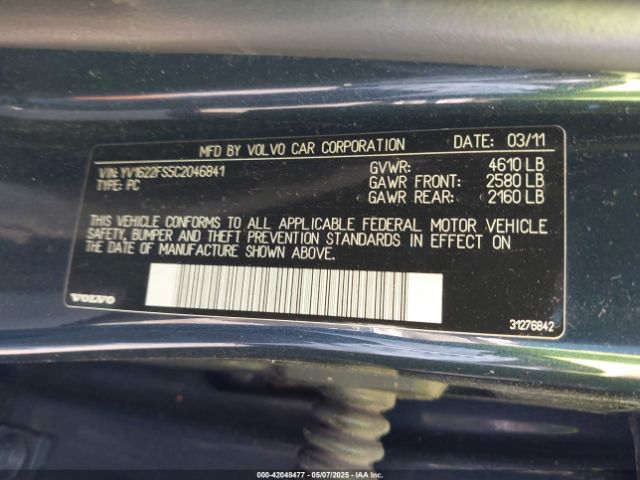 MFD BY VOLVO CAR CORPORATION DATE: 03/11
VIN: YV1622FS5C2046841 GVWR: 4610 LB
TYPE: PC GAWR FRONT: 2580 LB
GAWR REAR: 2160 LB
THIS VEHICLE CONFORMS TO ALL APPLICABLE FEDERAL MOTOR VEHICLE
SAFETY, BUMPER AND THEFT PREVENTION STANDARDS IN EFFECT ON
THE DATE OF MANUFACTURE SHOWN ABOVE.
VOLVO
31276842
000-42048477 — 05/07/2025 — IAAI.COM